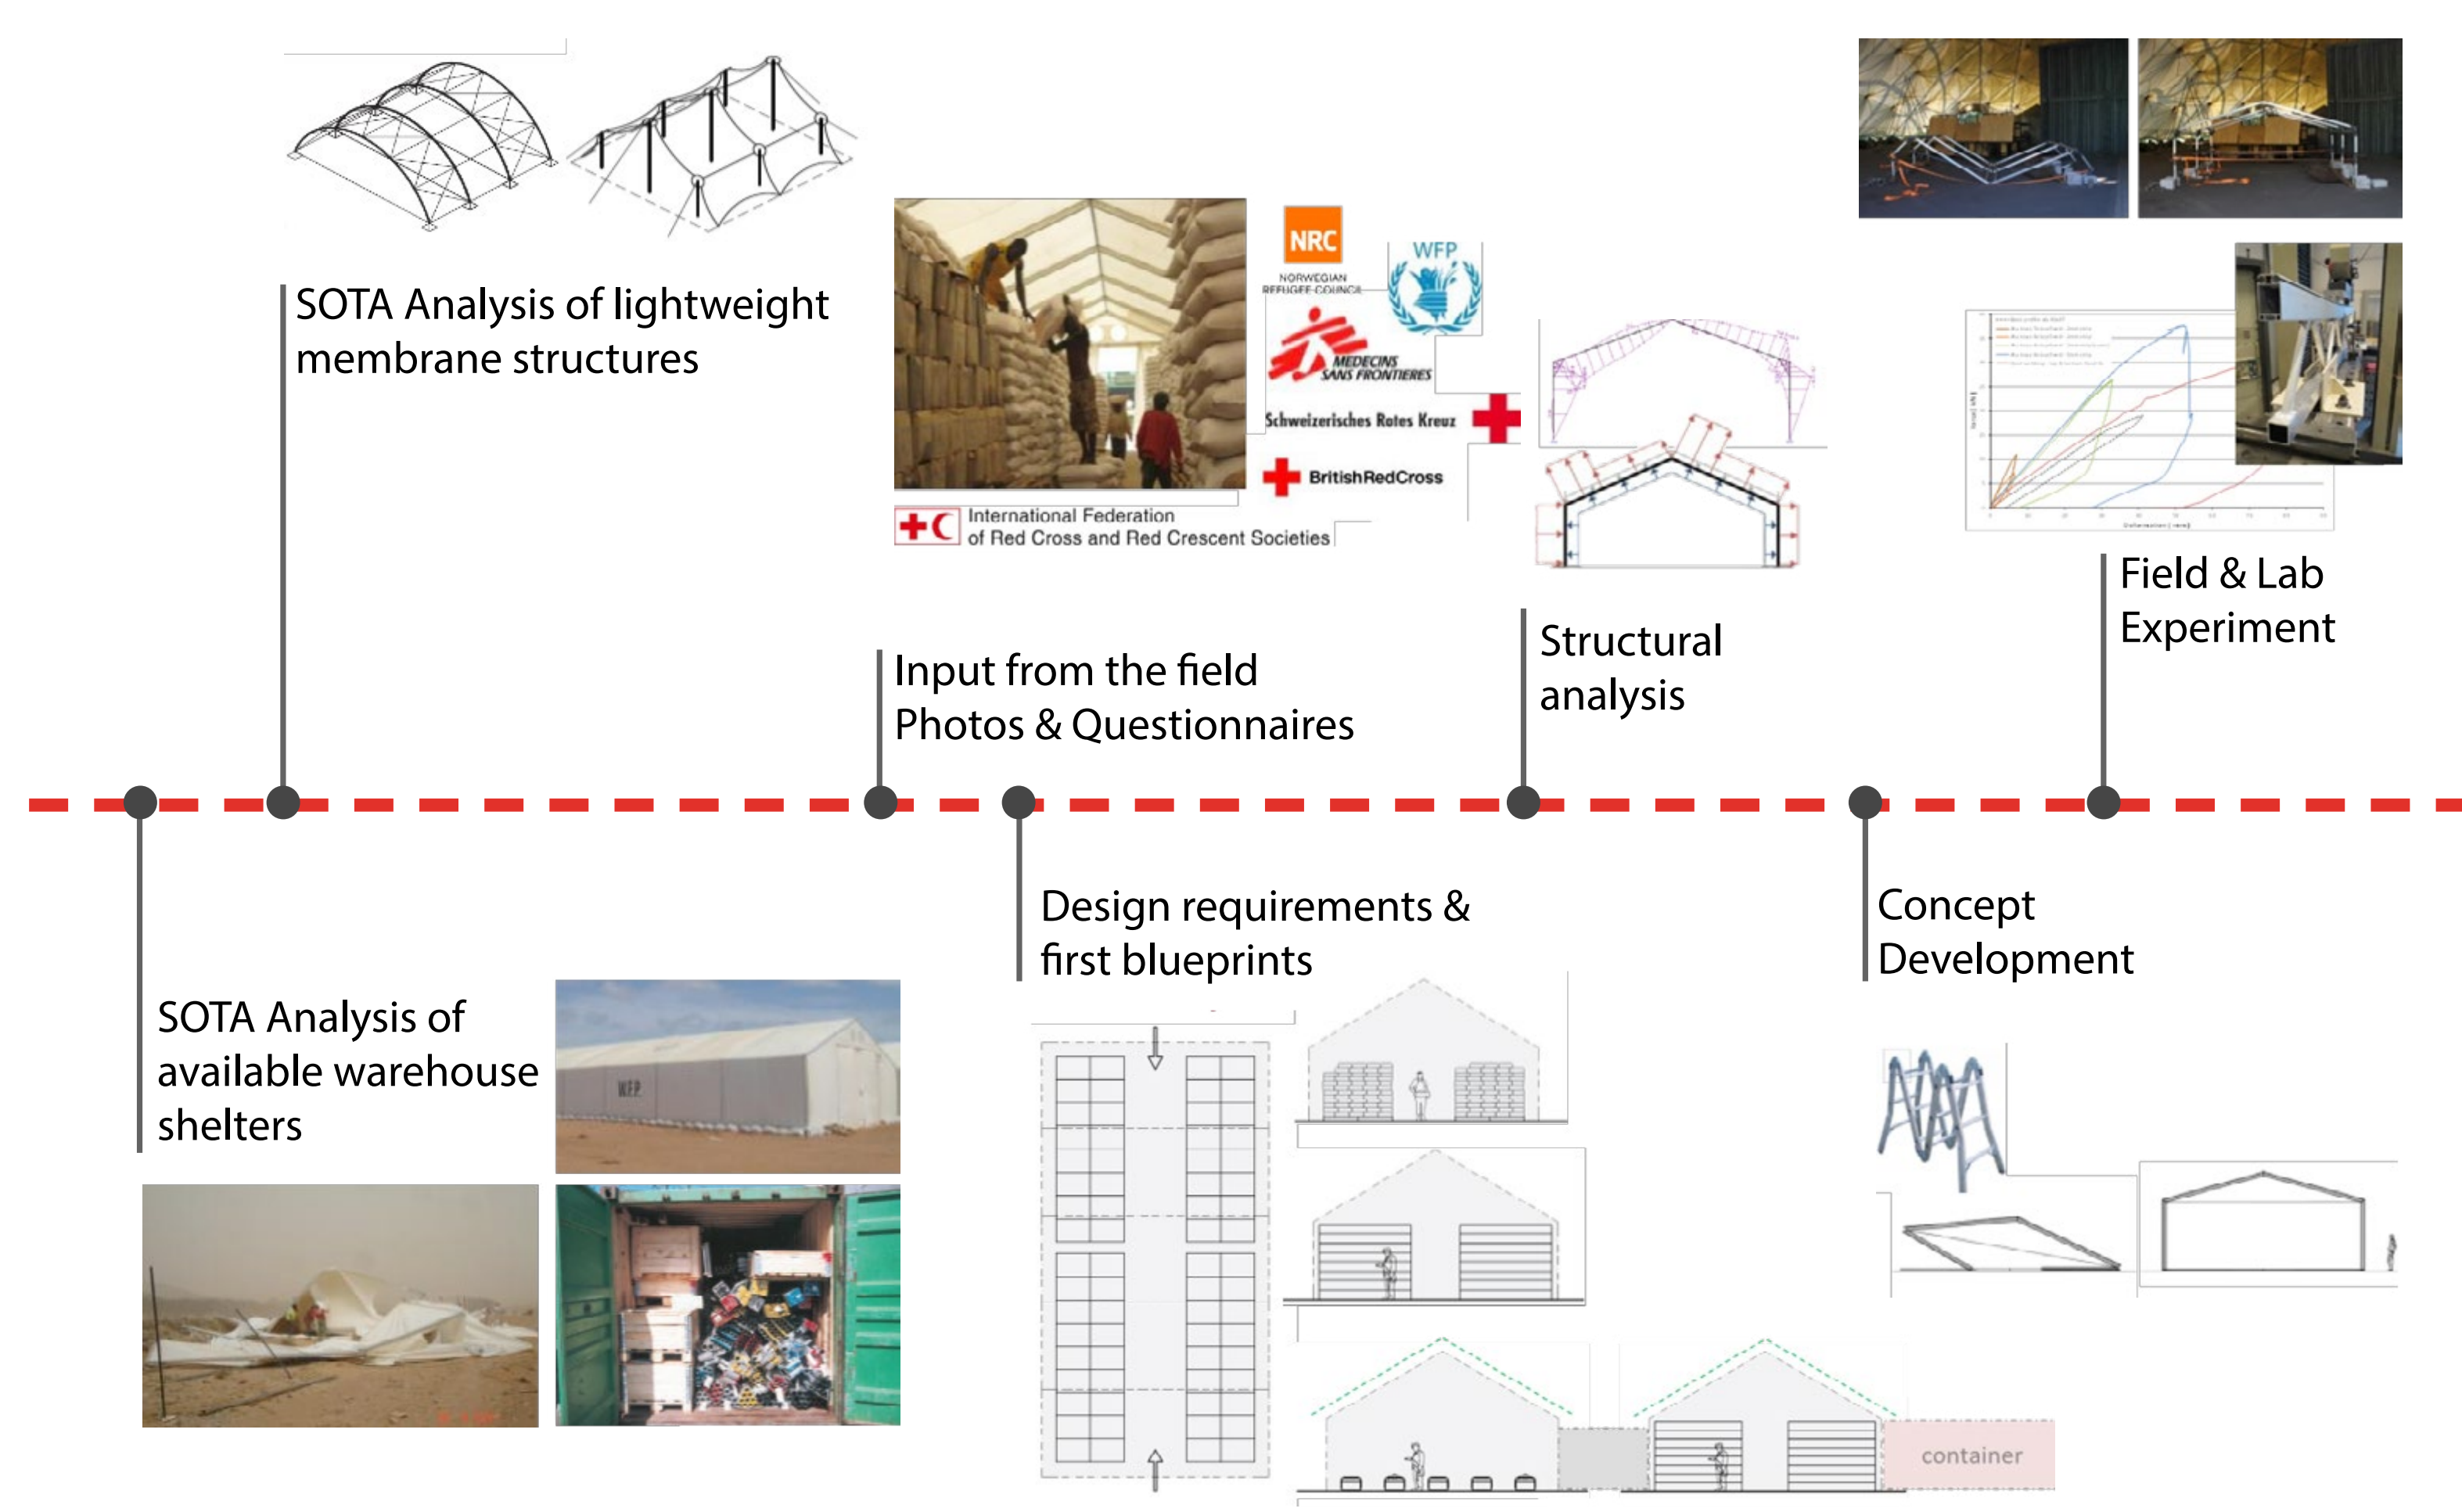 SOTA Analysis of lightweight
membrane structures
NRC
NORWEGIAN
REFUGEE COUNCIL
WFP
MEDECINS
SANS FRONTIERES
Schweizerisches Rotes Kreuz
BritishRedCross
International Federation
of Red Cross and Red Crescent Societies
Input from the field
Photos & Questionnaires
Structural
analysis
Field & Lab
Experiment
SOTA Analysis of
available warehouse
shelters
W.F.P.
Design requirements &
first blueprints
container
Concept
Development